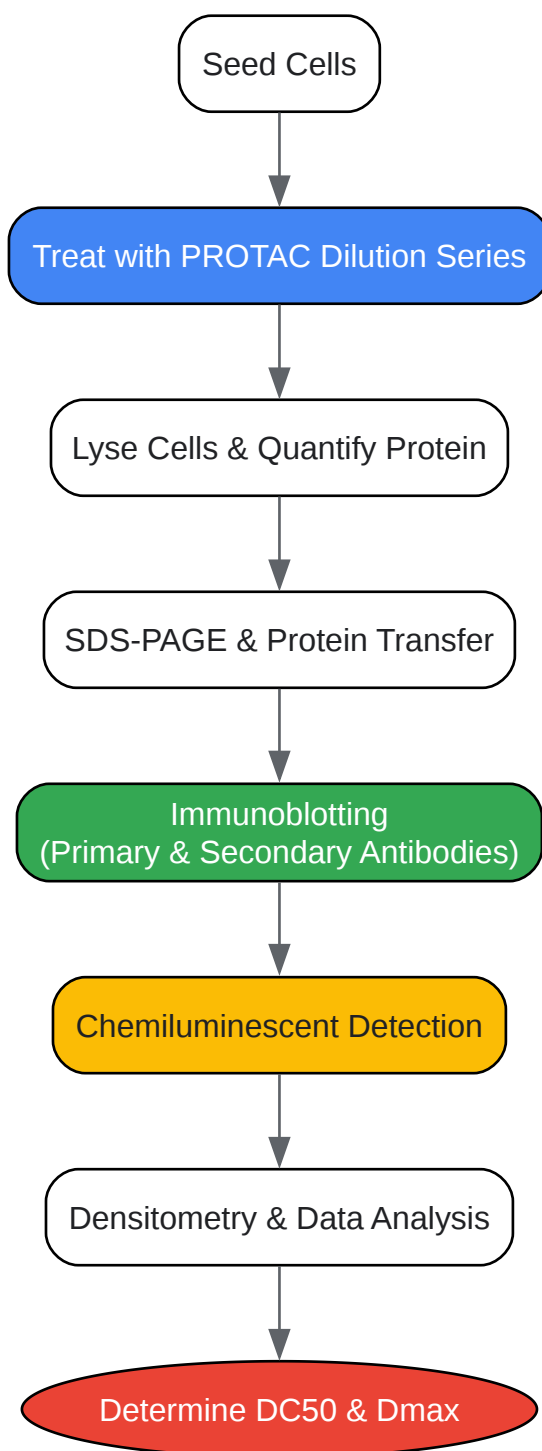 Seed Cells
Treat with PROTAC Dilution Series
Lyse Cells & Quantify Protein
SDS-PAGE & Protein Transfer
Immunoblotting
(Primary & Secondary Antibodies)
Chemiluminescent Detection
Densitometry & Data Analysis
Determine DC50 & Dmax